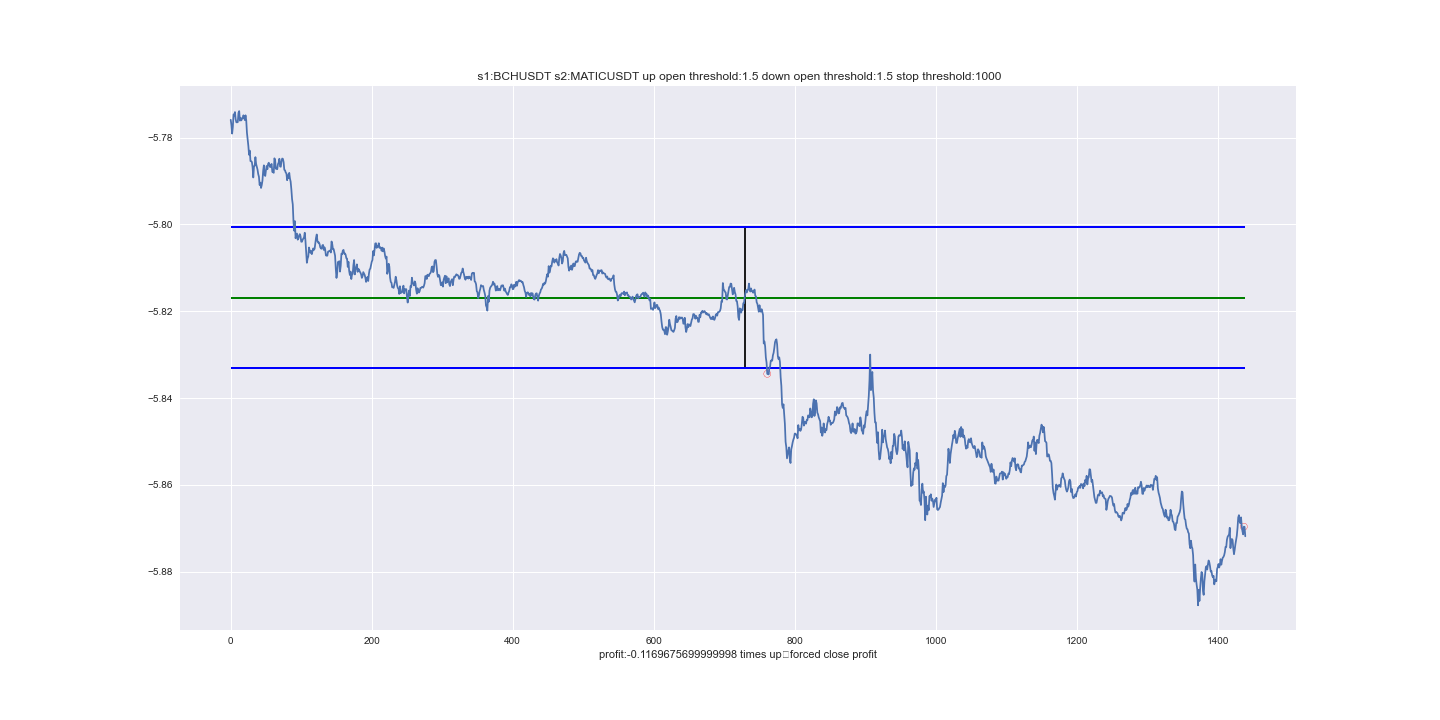 s1:BCHUSDT s2:MATICUSDT up open threshold:1.5 down open threshold:1.5 stop threshold:1000
−5.78
−5.80
−5.82
−5.84
−5.86
−5.88
0 200 400 600 800 1000 1200 1400
profit:-0.1169675699999998 times up□forced close profit